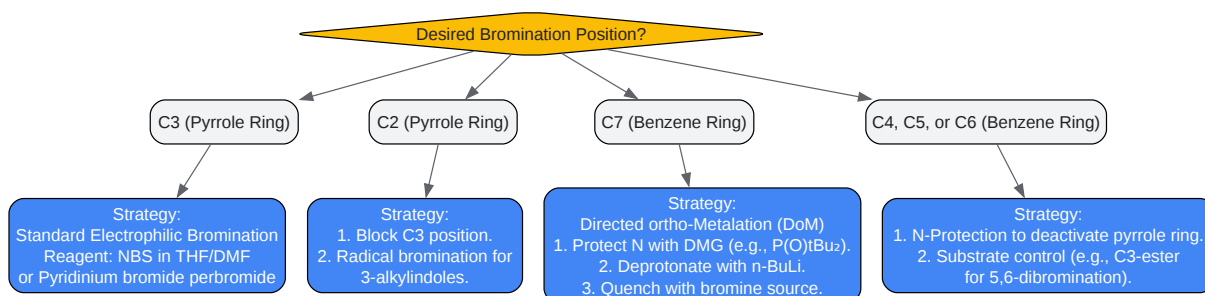 Desired Bromination Position?
C3 (Pyrrole Ring)
C2 (Pyrrole Ring)
C7 (Benzene Ring)
C4, C5, or C6 (Benzene Ring)
Strategy:
Standard Electrophilic Bromination
Reagent: NBS in THF/DMF
or Pyridinium bromide perbromide
Strategy:
1. Block C3 position.
2. Radical bromination for
3-alkylindoles.
Strategy:
Directed ortho-Metalation (DoM)
1. Protect N with DMG (e.g., P(O)tBu₂).
2. Deprotonate with n-BuLi.
3. Quench with bromine source.
Strategy:
1. N-Protection to deactivate pyrrole ring.
2. Substrate control (e.g., C3-ester
for 5,6-dibromination).